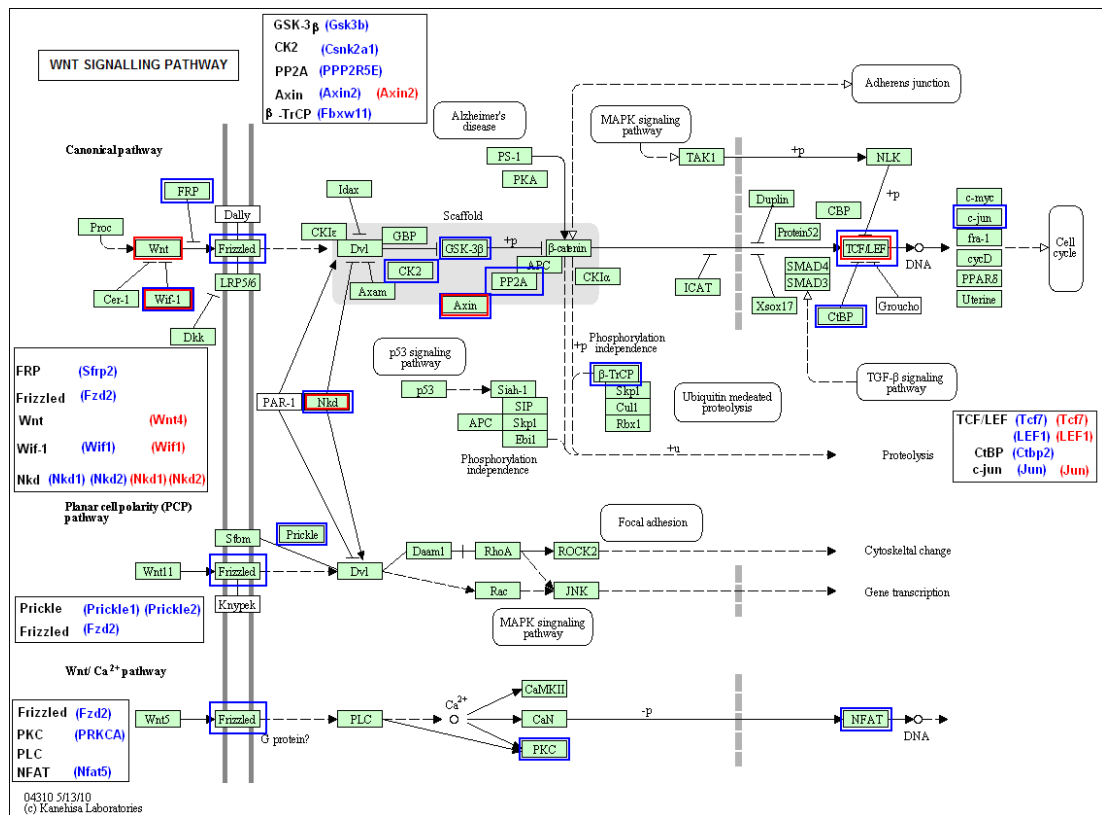 GSK-3β (Gsk3b)
CK2 (Csnk2a1)
PP2A (PPP2R5E)
Axin (Axin2) (Axin2)
β -TrCP (Fbxw11)
WNT SIGNALLING PATHWAY
Adherens junction
Alzheimer's
disease
MAPK signaling
pathway
Canonical pathway
PS-1
PKA
TAK1
+p
NLK
FRP
Idax
Duplin
CBP
+p
c-myc
c-jun
fra-1
cycD
PPARδ
Uterine
Cell
cycle
Proc
Wnt
Dally
Frizzled
LRP5/6
CKIε
Scaffold
Dvl
GBP
GSK-3β
+p
β-catenin
APC
CK2
PP2A
CKIα
Axam
Axin
Protein52
SMAD4
SMAD3
TCF/LEF
DNA
Cer-1
Wif-1
Dkk
ICAT
Xsox17
CtBP
Groucho
FRP (Sfrp2)
Frizzled (Fzd2)
Wnt (Wnt4)
Wif-1 (Wif1) (Wif1)
Nkd (Nkd1) (Nkd2) (Nkd1) (Nkd2)
PAR-1
Nkd
p53 signaling
pathway
p53
Siah-1
SIP
APC
Skp1
Ebi1
Phosphorylation
independence
+p
Phosphorylation
independence
β-TrCP
Skp1
Cul1
Rbx1
Ubiquitin medeated
proteolysis
TGF-β signaling
pathway
+u
Proteolysis
TCF/LEF (Tcf7) (Tcf7)
(LEF1) (LEF1)
CtBP (Ctbp2)
c-jun (Jun) (Jun)
Planar cell polarity (PCP)
pathway
Stbm
Prickle
Wnt11
Frizzled
Knypek
Dvl
Daam1
RhoA
ROCK2
Focal adhesion
Cytoskeltal change
Rac
JNK
Gene transcription
MAPK singnaling
pathway
Prickle (Prickle1) (Prickle2)
Frizzled (Fzd2)
Wnt/ Ca2+ pathway
Frizzled (Fzd2)
PKC (PRKCA)
PLC
NFAT (Nfat5)
Wnt5
Frizzled
G protein?
PLC
Ca2+
CaMKII
CaN
PKC
-p
NFAT
DNA
04310 5/13/10
(c) Kanehisa Laboratories